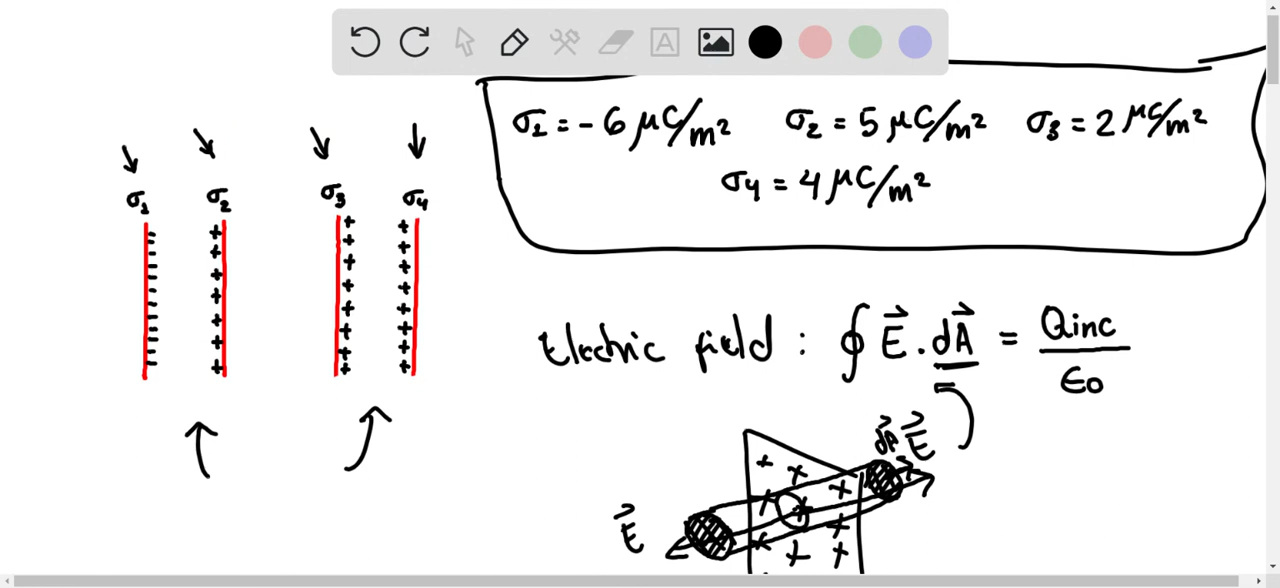 σ1 = - 6 μC/m² σ2 = 5 μC/m² σ3 = 2 μC/m²
σ4 = 4 μC/m²
σ1 σ2 σ3 σ4
Electric field : ∮ E⃗ . dA⃗ = Qinc / ϵ0
dA⃗ E⃗
E⃗